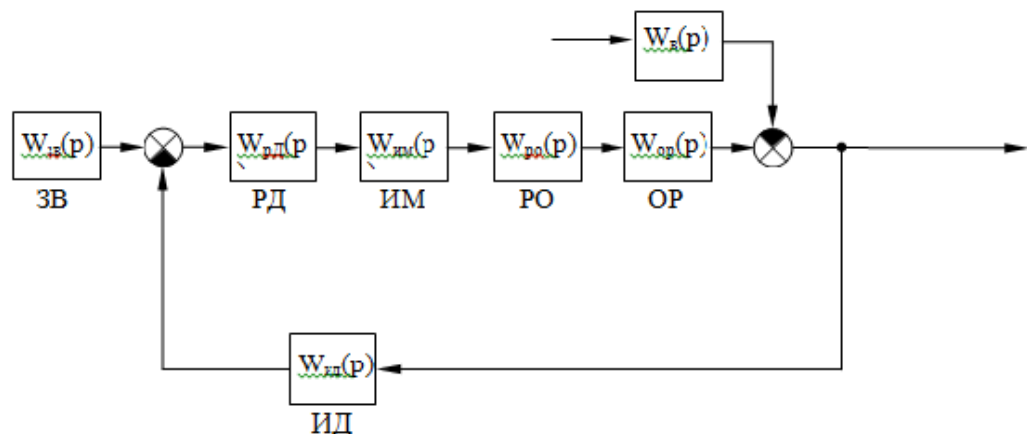 Wв(p)
Wзв(p)
Wрд(p
Wим(p
Wро(p)
Wор(p)
ЗВ
РД
ИМ
РО
ОР
Wид(p)
ИД